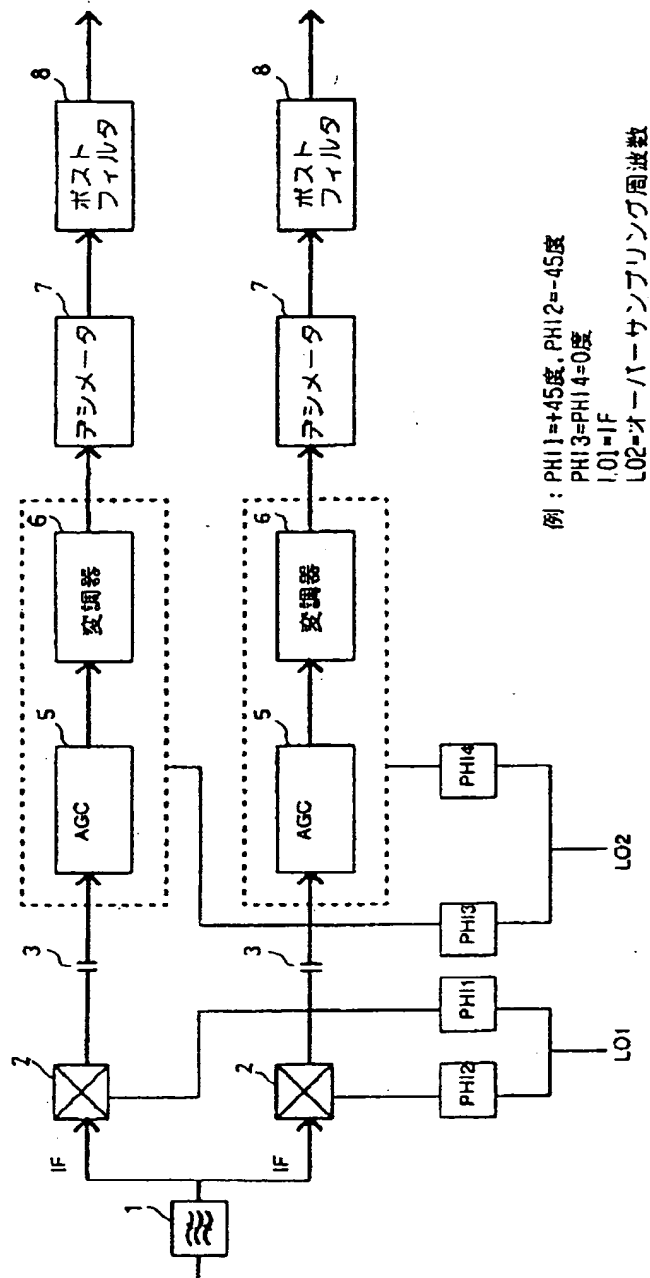 1
IF
IF
2
2
3
3
AGC
5
変調器
6
デシメータ
7
ポスト
フィルタ
8
AGC
5
変調器
6
デシメータ
7
ポスト
フィルタ
8
PHI2
PHI1
PHI3
PHI4
LO1
LO2
例：PHI1=+45度，PHI2=-45度
PHI3=PHI4=0度
LO1=IF
LO2=オーバーサンプリング周波数